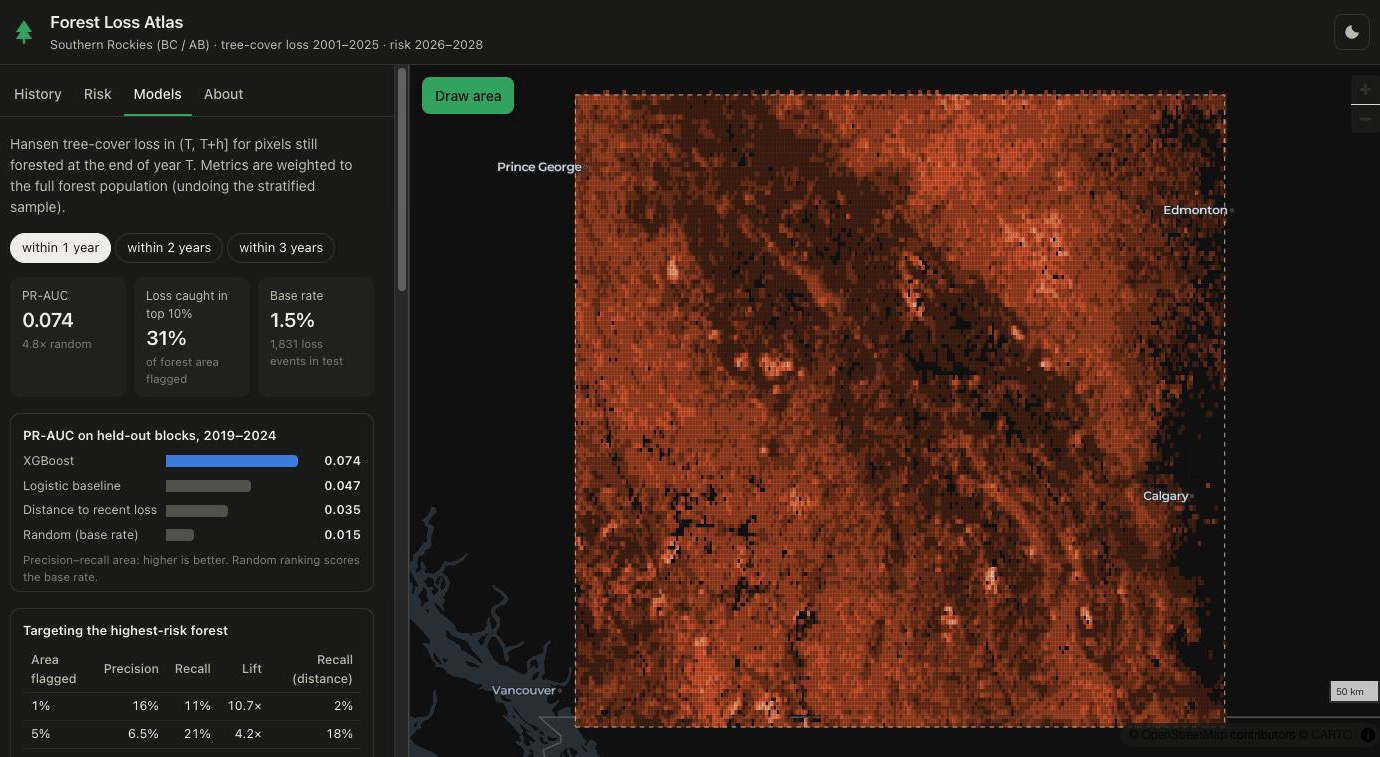 Forest Loss Atlas
Southern Rockies (BC / AB) · tree-cover loss 2001–2025 · risk 2026–2028
History Risk Models About
Hansen tree-cover loss in (T, T+h] for pixels still
forested at the end of year T. Metrics are weighted to
the full forest population (undoing the stratified
sample).
within 1 year within 2 years within 3 years
PR-AUC
0.074
4.8× random
Loss caught in
top 10%
31%
of forest area
flagged
Base rate
1.5%
1,831 loss
events in test
PR-AUC on held-out blocks, 2019–2024
XGBoost 0.074
Logistic baseline 0.047
Distance to recent loss 0.035
Random (base rate) 0.015
Precision–recall area: higher is better. Random ranking scores
the base rate.
Targeting the highest-risk forest
Area
flagged Precision Recall Lift Recall
(distance)
1% 16% 11% 10.7× 2%
5% 6.5% 21% 4.2× 18%
Draw area
+
−
Prince George
Edmonton
Calgary
Vancouver
50 km
© OpenStreetMap contributors © CARTO